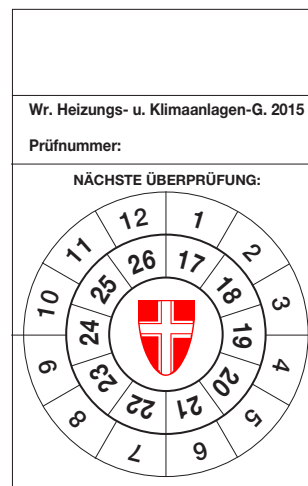 Wr. Heizungs- u. Klimaanlagen-G. 2015
Prüfnummer:
NÄCHSTE ÜBERPRÜFUNG:
1 2 3 4 5 6 7 8 9 10 11 12
17 18 19 20 21 22 23 24 25 26